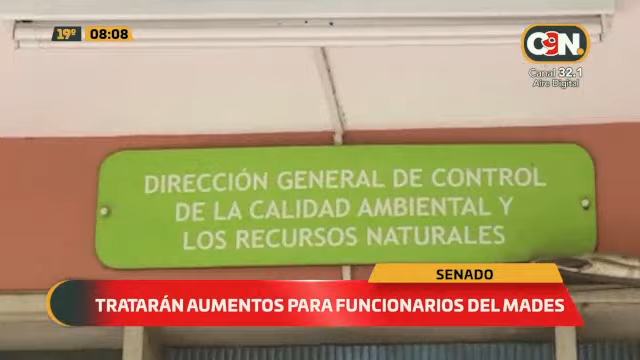 19º 08:08
C9N.
Canal 32.1
Aire Digital
DIRECCIÓN GENERAL DE CONTROL
DE LA CALIDAD AMBIENTAL Y
LOS RECURSOS NATURALES
SENADO
TRATARÁN AUMENTOS PARA FUNCIONARIOS DEL MADES